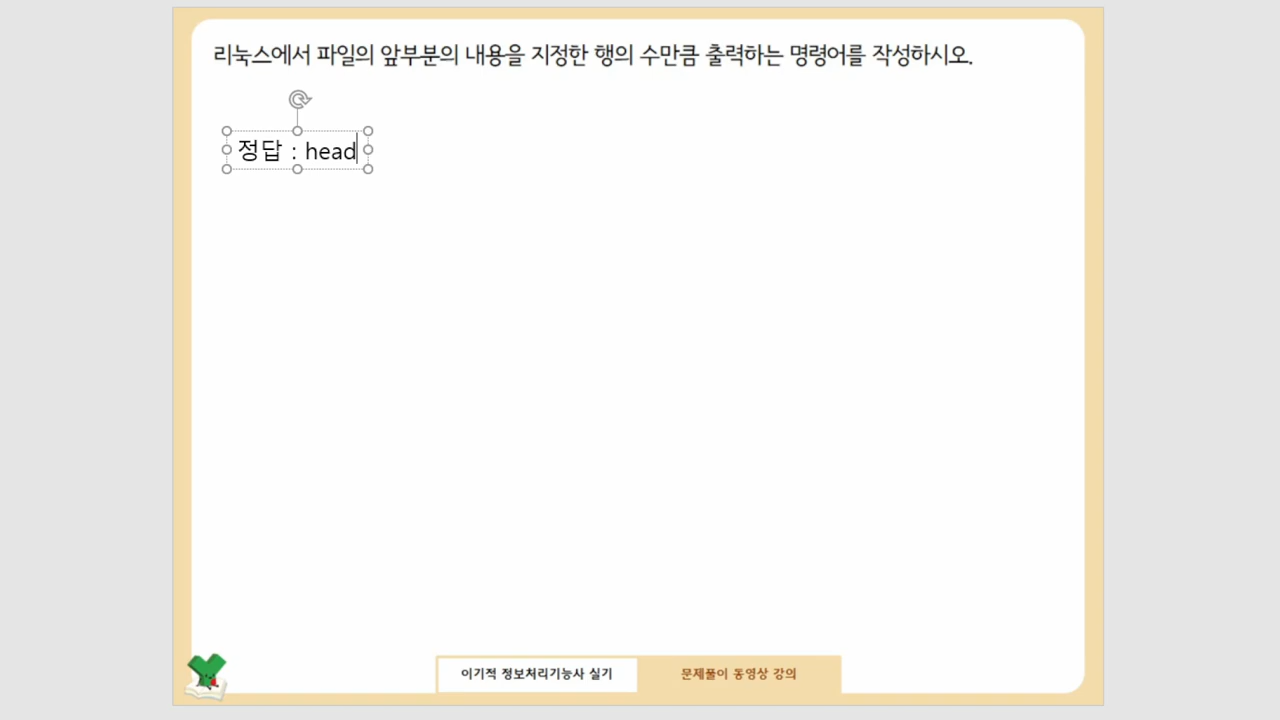 리눅스에서 파일의 앞부분의 내용을 지정한 행의 수만큼 출력하는 명령어를 작성하시오.
정답 : head
이기적 정보처리기능사 실기
문제풀이 동영상 강의